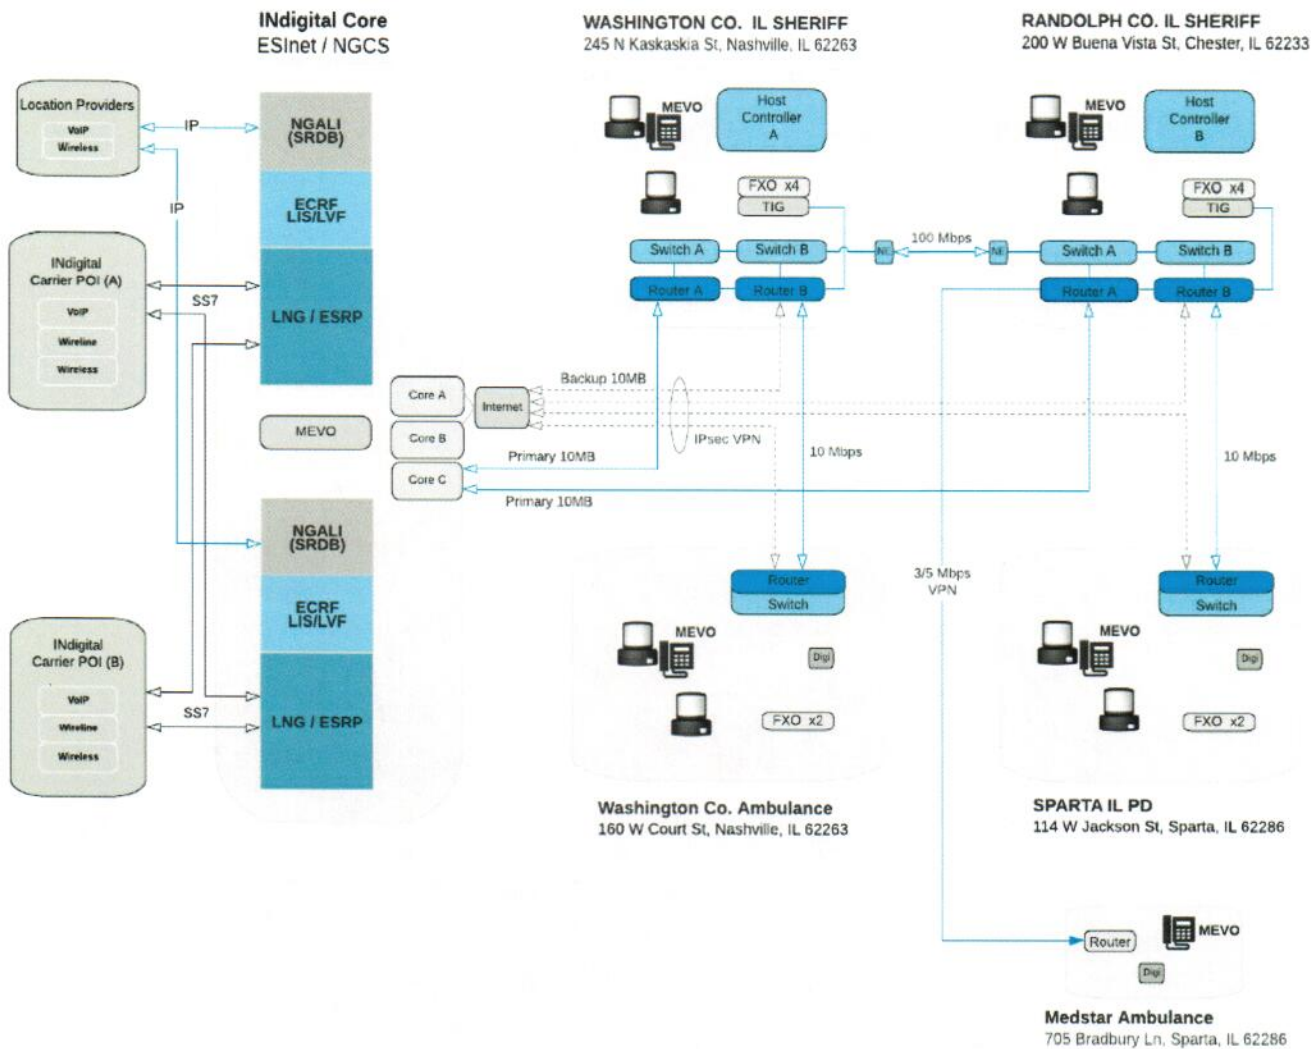 INdigital Core
ESInet / NGCS
WASHINGTON CO. IL SHERIFF
245 N Kaskaskia St, Nashville, IL 62263
RANDOLPH CO. IL SHERIFF
200 W Buena Vista St, Chester, IL 62233
Location Providers
VoIP
Wireless
IP
IP
NGALI
(SRDB)
ECRF
LIS/LVF
LNG / ESRP
INdigital
Carrier POI (A)
VoIP
Wireline
Wireless
SS7
MEVO
Host
Controller
A
FXO x4
TIG
Switch A
Switch B
Router A
Router B
NE
100 Mbps
NE
MEVO
Host
Controller
B
FXO x4
TIG
Switch A
Switch B
Router A
Router B
MEVO
Core A
Core B
Core C
Internet
Backup 10MB
IPsec VPN
Primary 10MB
Primary 10MB
10 Mbps
10 Mbps
3/5 Mbps
VPN
NGALI
(SRDB)
ECRF
LIS/LVF
LNG / ESRP
INdigital
Carrier POI (B)
VoIP
Wireline
Wireless
SS7
Router
Switch
MEVO
Digi
FXO x2
Washington Co. Ambulance
160 W Court St, Nashville, IL 62263
Router
Switch
MEVO
Digi
FXO x2
SPARTA IL PD
114 W Jackson St, Sparta, IL 62286
Router
MEVO
Digi
Medstar Ambulance
705 Bradbury Ln, Sparta, IL 62286